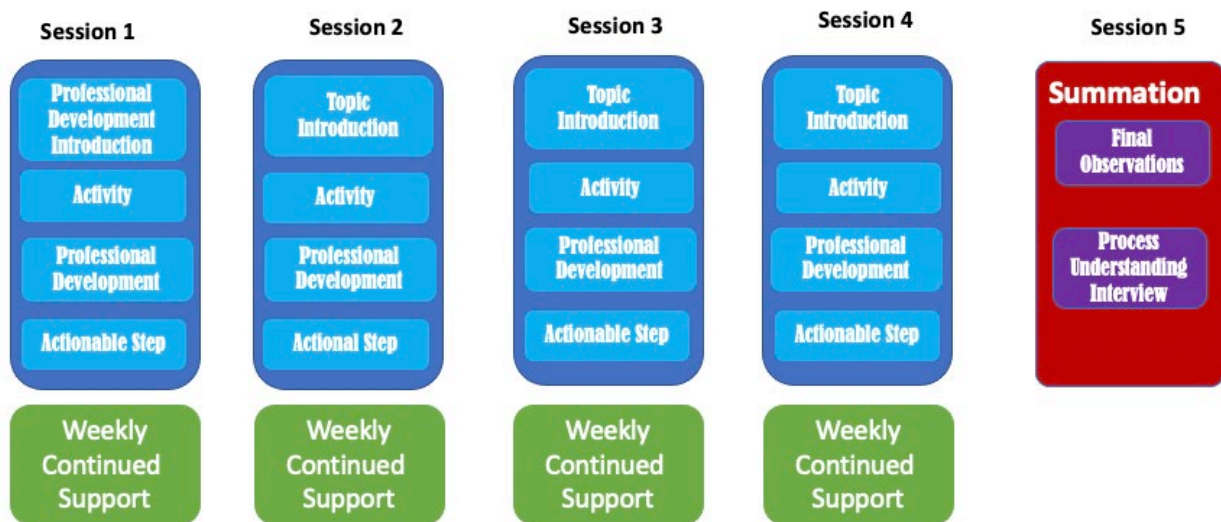 Session 1
Professional
Development
Introduction
Activity
Professional
Development
Actionable Step
Weekly
Continued
Support
Session 2
Topic
Introduction
Activity
Professional
Development
Actional Step
Weekly
Continued
Support
Session 3
Topic
Introduction
Activity
Professional
Development
Actionable Step
Weekly
Continued
Support
Session 4
Topic
Introduction
Activity
Professional
Development
Actionable Step
Weekly
Continued
Support
Session 5
Summation
Final
Observations
Process
Understanding
Interview